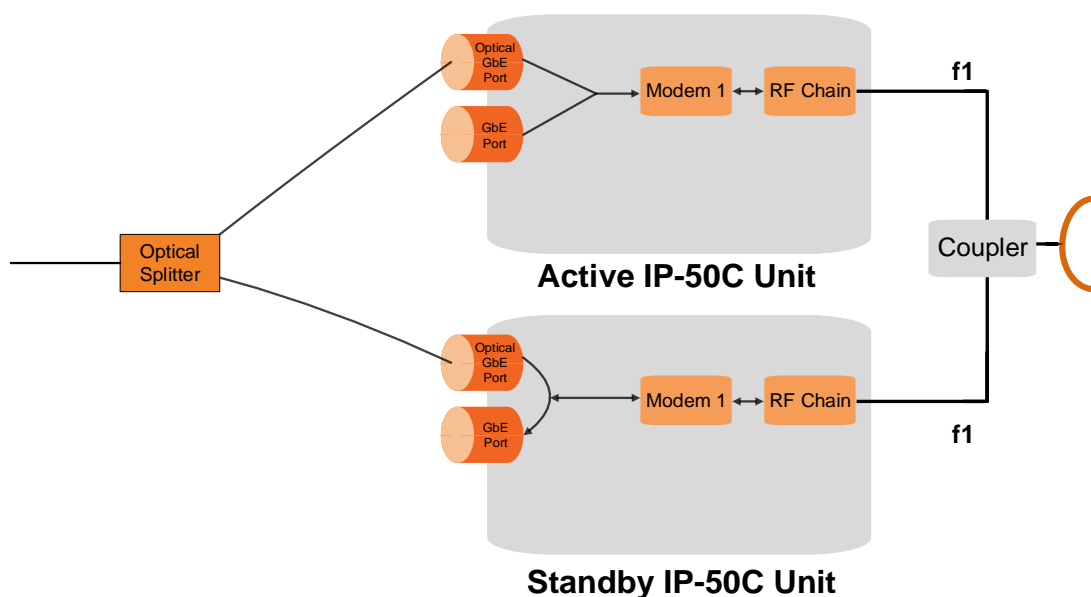 Optical
GbE
Port
GbE
Port
Modem 1
RF Chain
f1
Optical
Splitter
Coupler
Active IP-50C Unit
Optical
GbE
Port
GbE
Port
Modem 1
RF Chain
f1
Standby IP-50C Unit